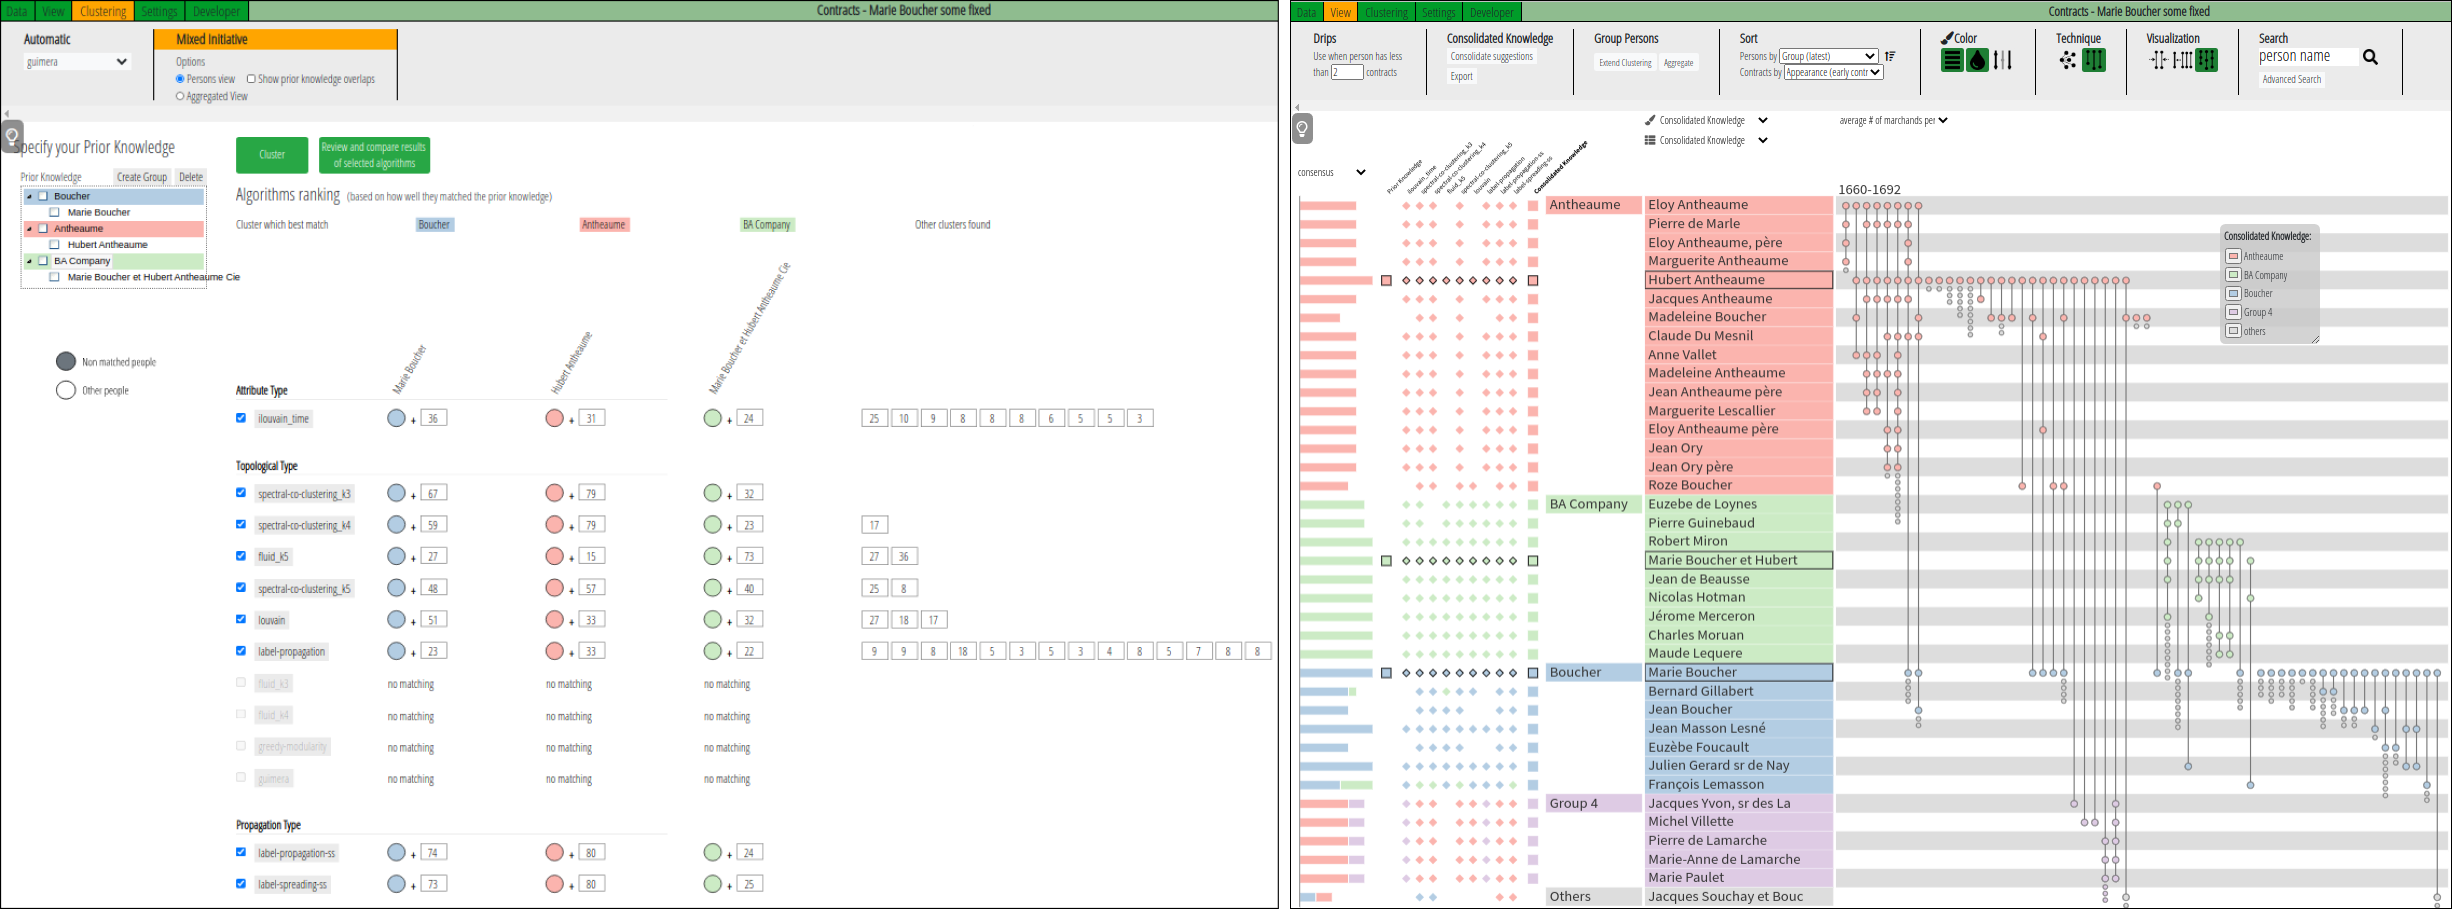 Data View Clustering Settings Developer Contracts - Marie Boucher some fixed
Automatic
guimera
Mixed Initiative
Options
Persons view Show prior knowledge overlaps
Aggregated View
Specify your Prior Knowledge
Prior Knowledge Create Group Delete
Boucher
Marie Boucher
Antheaume
Hubert Antheaume
BA Company
Marie Boucher et Hubert Antheaume Cie
Non matched people
Other people
Cluster
Review and compare results
of selected algorithms
Algorithms ranking (based on how well they matched the prior knowledge)
Cluster which best match Boucher Antheaume BA Company Other clusters found
Marie Boucher
Hubert Antheaume
Marie Boucher et Hubert Antheaume Cie
Attribute Type
ilouvain_time + 36 + 31 + 24 25 10 9 8 8 8 6 5 5 3
Topological Type
spectral-co-clustering_k3 + 67 + 79 + 32
spectral-co-clustering_k4 + 59 + 79 + 23 17
fluid_k5 + 27 + 15 + 73 27 36
spectral-co-clustering_k5 + 48 + 57 + 40 25 8
louvain + 51 + 33 + 32 27 18 17
label-propagation + 23 + 33 + 22 9 9 8 18 5 3 5 3 4 8 5 7 8 8
fluid_k3 no matching no matching no matching
fluid_k4 no matching no matching no matching
greedy-modularity no matching no matching no matching
guimera no matching no matching no matching
Propagation Type
label-propagation-ss + 74 + 80 + 24
label-spreading-ss + 73 + 80 + 25
Data View Clustering Settings Developer Contracts - Marie Boucher some fixed
Drips
Use when person has less
than 2 contracts
Consolidated Knowledge
Consolidate suggestions
Export
Group Persons
Extend Clustering Aggregate
Sort
Persons by Group (latest)
Contracts by Appearance (early contr
Color
Technique
Visualization
Search
person name
Advanced Search
Consolidated Knowledge
Consolidated Knowledge
average # of marchands per
consensus
Prior Knowledge
ilouvain_time
spectral-co-clustering_k3
spectral-co-clustering_k4
fluid_k5
spectral-co-clustering_k5
louvain
label-propagation
label-propagation-ss
label-spreading-ss
Consolidated Knowledge
1660-1692
Antheaume Eloy Antheaume
Pierre de Marle
Eloy Antheaume, père
Marguerite Antheaume
Hubert Antheaume
Jacques Antheaume
Madeleine Boucher
Claude Du Mesnil
Anne Vallet
Madeleine Antheaume
Jean Antheaume père
Marguerite Lescallier
Eloy Antheaume père
Jean Ory
Jean Ory père
Roze Boucher
BA Company Euzebe de Loynes
Pierre Guinebaud
Robert Miron
Marie Boucher et Hubert
Jean de Beausse
Nicolas Hotman
Jérome Merceron
Charles Moruan
Maude Lequere
Boucher Marie Boucher
Bernard Gillabert
Jean Boucher
Jean Masson Lesné
Euzèbe Foucault
Julien Gerard sr de Nay
François Lemasson
Group 4 Jacques Yvon, sr des La
Michel Villette
Pierre de Lamarche
Marie-Anne de Lamarche
Marie Paulet
Others Jacques Souchay et Bouc
Consolidated Knowledge:
Antheaume
BA Company
Boucher
Group 4
others